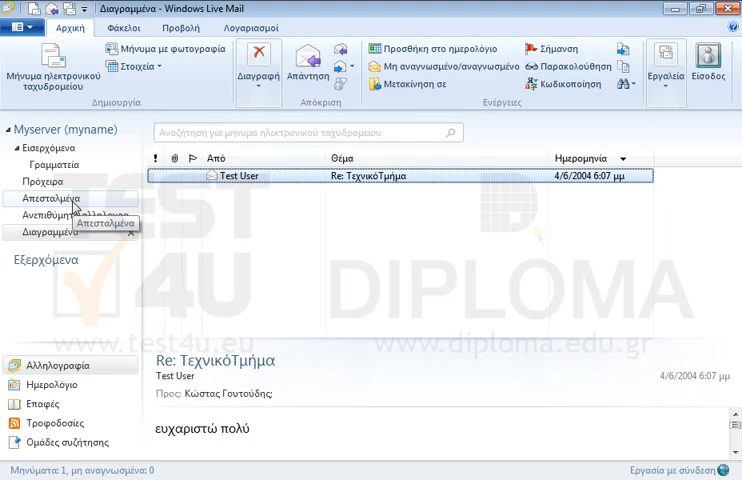 Διαγραμμένα - Windows Live Mail
Αρχική Φάκελοι Προβολή Λογαριασμοί
Μήνυμα ηλεκτρονικού ταχυδρομείου
Μήνυμα με φωτογραφία
Στοιχεία
Δημιουργία
Διαγραφή
Απάντηση
Απόκριση
Προσθήκη στο ημερολόγιο
Μη αναγνωσμένο/αναγνωσμένο
Μετακίνηση σε
Σήμανση
Παρακολούθηση
Κωδικοποίηση
Ενέργειες
Εργαλεία
Είσοδος
Myserver (myname)
Εισερχόμενα
Γραμματεία
Πρόχειρα
Απεσταλμένα
Ανεπιθύμητη αλληλογρα
Απεσταλμένα
Διαγραμμένα
Εξερχόμενα
Αναζήτηση για μήνυμα ηλεκτρονικού ταχυδρομείου
! Από Θέμα Ημερομηνία
Test User Re: ΤεχνικόΤμήμα 4/6/2004 6:07 μμ
TEST4U DIPLOMA
www.test4u.eu www.diploma.edu.gr
Αλληλογραφία
Ημερολόγιο
Επαφές
Τροφοδοσίες
Ομάδες συζήτησης
Re: ΤεχνικόΤμήμα
Test User 4/6/2004 6:07 μμ
Προς: Κώστας Γουτούδης;
ευχαριστώ πολύ
Μηνύματα: 1, μη αναγνωσμένα: 0 Εργασία με σύνδεση